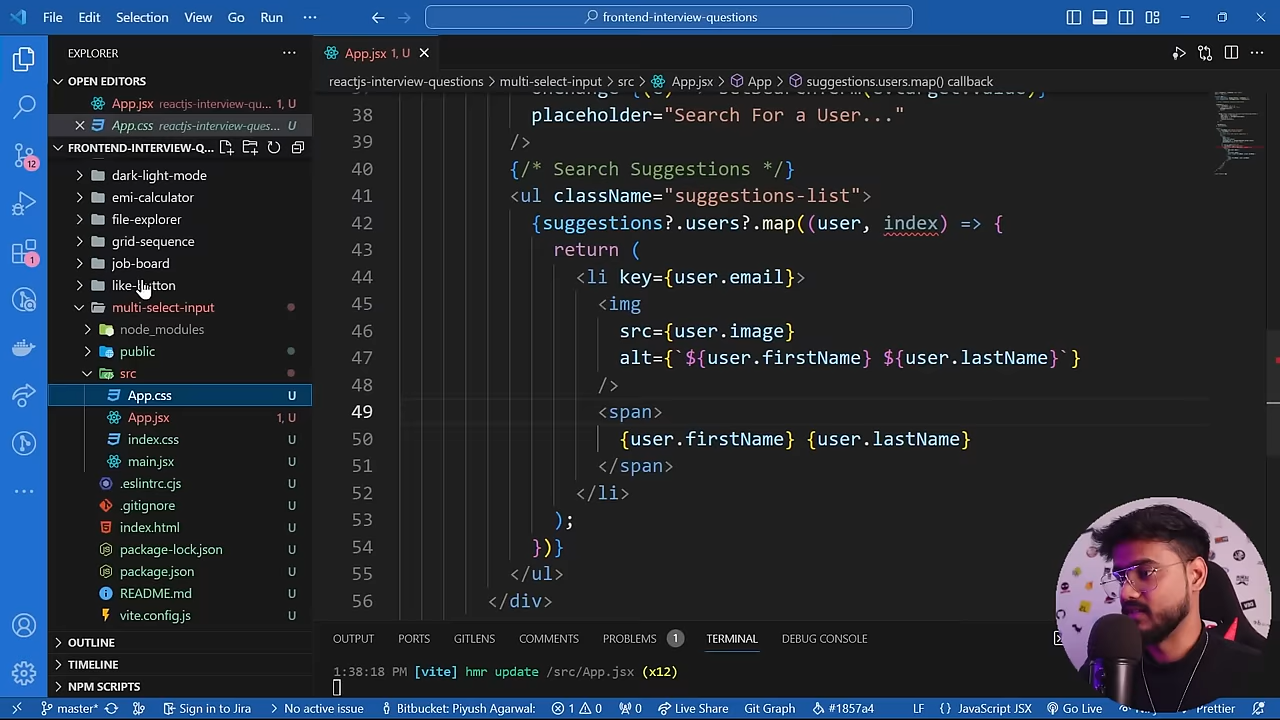 File Edit Selection View Go Run
frontend-interview-questions
EXPLORER
OPEN EDITORS
App.jsx reactjs-interview-qu... 1, U
App.css reactjs-interview-ques... U
FRONTEND-INTERVIEW-Q...
dark-light-mode
emi-calculator
file-explorer
grid-sequence
job-board
like-button
multi-select-input
node_modules
public
src
App.css U
App.jsx 1, U
index.css U
main.jsx U
.eslintrc.cjs U
.gitignore U
index.html U
package-lock.json U
package.json U
README.md U
vite.config.js U
OUTLINE
TIMELINE
NPM SCRIPTS
12
1
App.jsx 1, U
reactjs-interview-questions > multi-select-input > src > App.jsx > App > suggestions.users.map() callback
38 placeholder="Search For a User..."
39 />
40 {/* Search Suggestions */}
41 <ul className="suggestions-list">
42 {suggestions?.users?.map((user, index) => {
43 return (
44 <li key={user.email}>
45 <img
46 src={user.image}
47 alt={`${user.firstName} ${user.lastName}`}
48 />
49 <span>
50 {user.firstName} {user.lastName}
51 </span>
52 </li>
53 );
54 })}
55 </ul>
56 </div>
OUTPUT PORTS GITLENS COMMENTS PROBLEMS 1 TERMINAL DEBUG CONSOLE
1:38:18 PM [vite] hmr update /src/App.jsx (x12)
master* Sign in to Jira No active issue Bitbucket: Piyush Agarwal: 1 0 0 Live Share Git Graph #1857a4 LF {} JavaScript JSX Go Live Prettier